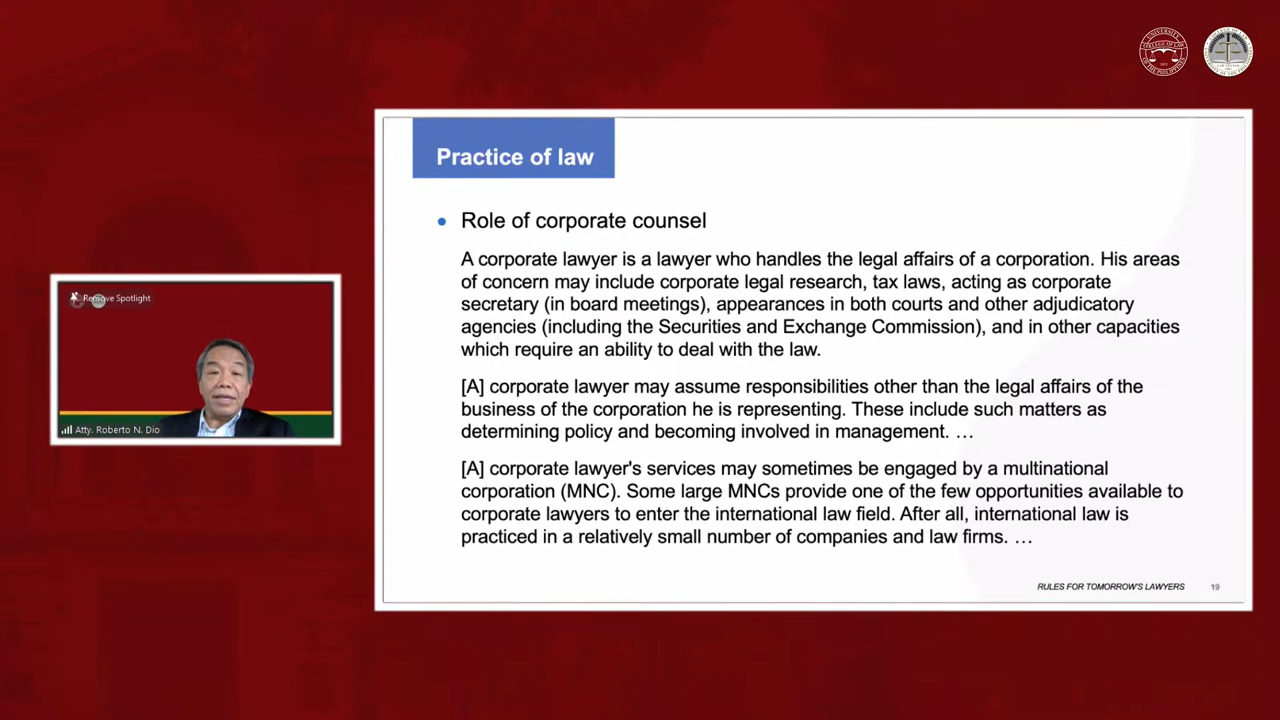 UNIVERSITY
COLLEGE OF LAW
OF THE PHILIPPINES
Practice of law
• Role of corporate counsel
A corporate lawyer is a lawyer who handles the legal affairs of a corporation. His areas
of concern may include corporate legal research, tax laws, acting as corporate
secretary (in board meetings), appearances in both courts and other adjudicatory
agencies (including the Securities and Exchange Commission), and in other capacities
which require an ability to deal with the law.
[A] corporate lawyer may assume responsibilities other than the legal affairs of the
business of the corporation he is representing. These include such matters as
determining policy and becoming involved in management. …
[A] corporate lawyer's services may sometimes be engaged by a multinational
corporation (MNC). Some large MNCs provide one of the few opportunities available to
corporate lawyers to enter the international law field. After all, international law is
practiced in a relatively small number of companies and law firms. …
RULES FOR TOMORROW'S LAWYERS 19
Remove Spotlight
Atty. Roberto N. Dio